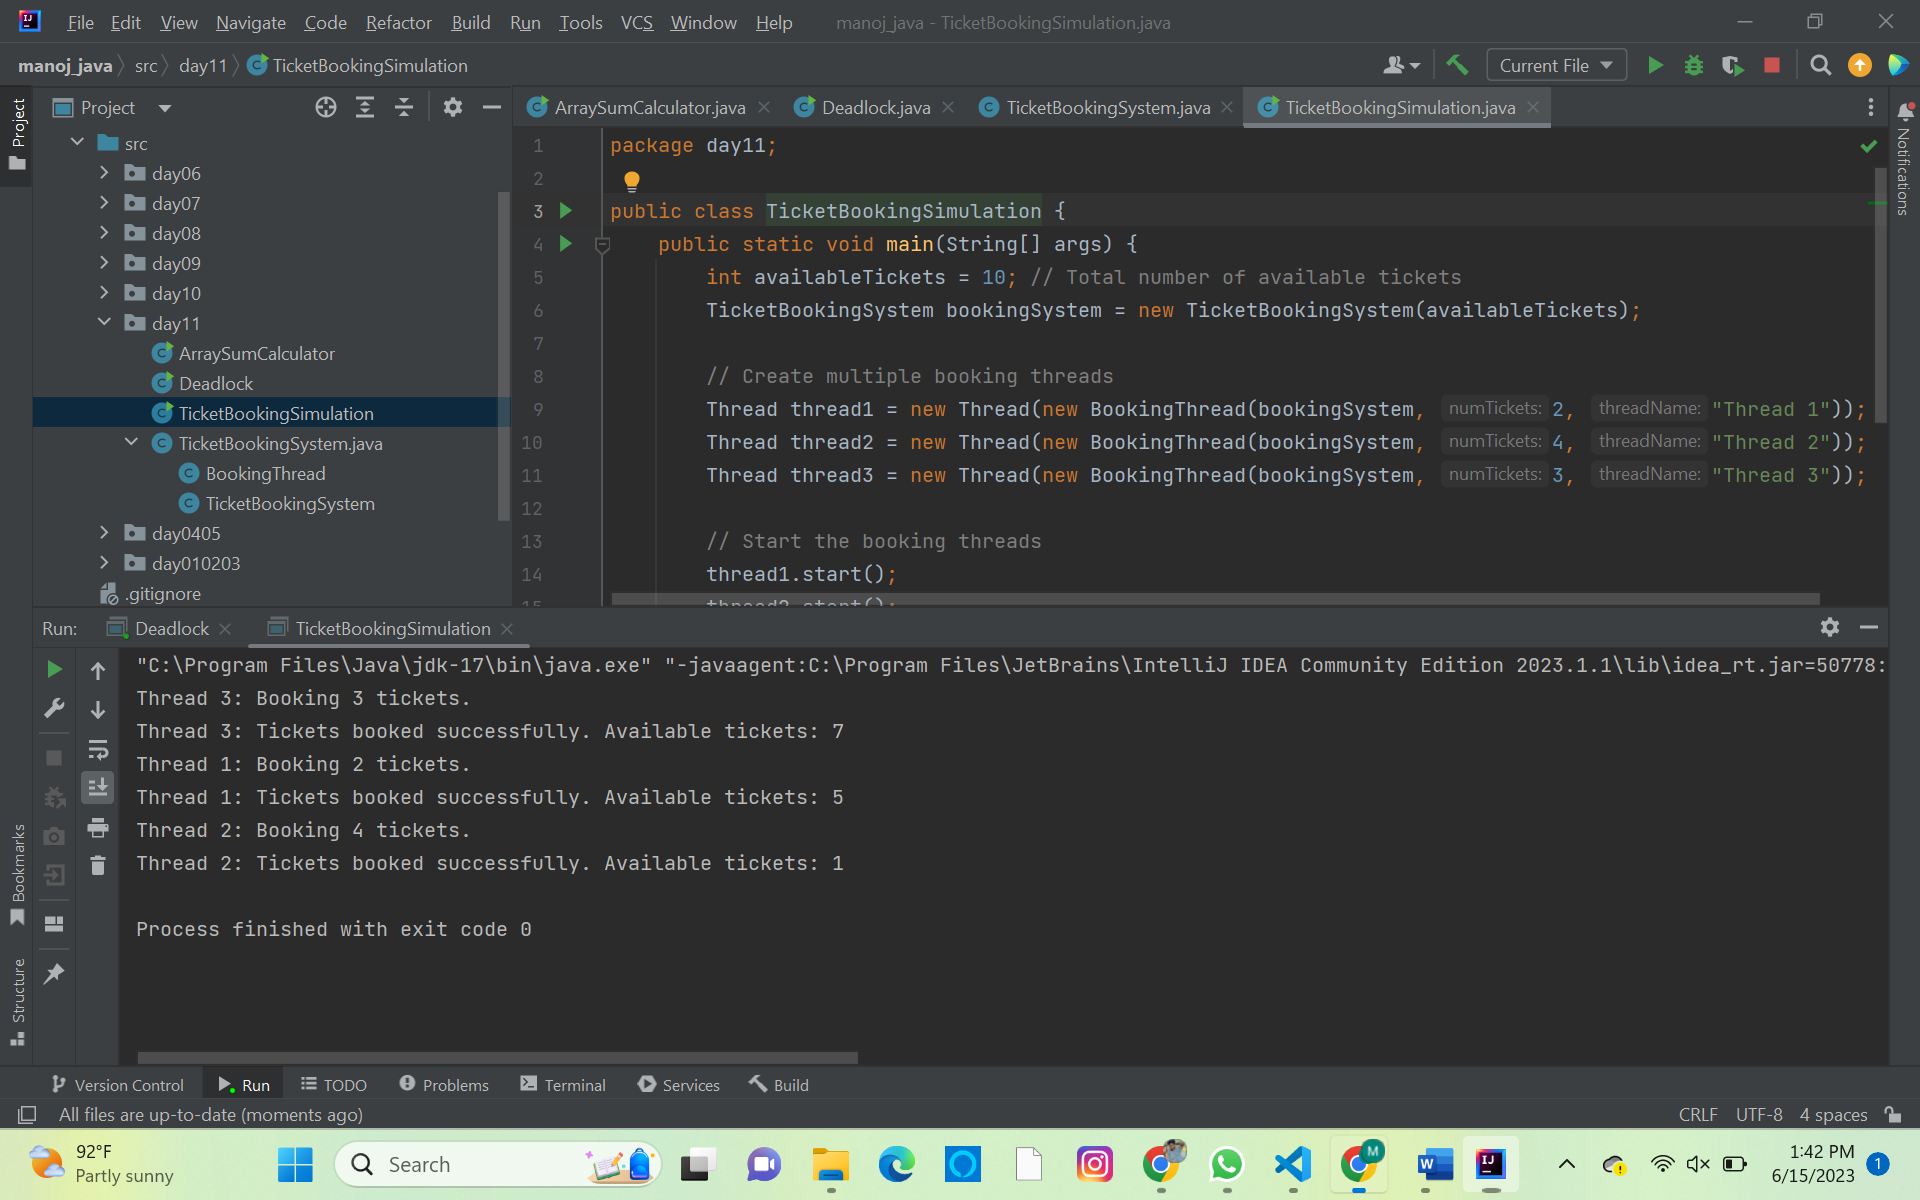 File Edit View Navigate Code Refactor Build Run Tools VCS Window Help manoj_java - TicketBookingSimulation.java
manoj_java src day11 TicketBookingSimulation Current File
Project
Project
ArraySumCalculator.java Deadlock.java TicketBookingSystem.java TicketBookingSimulation.java
Notifications
src
day06
day07
day08
day09
day10
day11
ArraySumCalculator
Deadlock
TicketBookingSimulation
TicketBookingSystem.java
BookingThread
TicketBookingSystem
day0405
day010203
.gitignore
1 package day11;
2
3 public class TicketBookingSimulation {
4 public static void main(String[] args) {
5 int availableTickets = 10; // Total number of available tickets
6 TicketBookingSystem bookingSystem = new TicketBookingSystem(availableTickets);
7
8 // Create multiple booking threads
9 Thread thread1 = new Thread(new BookingThread(bookingSystem, numTickets: 2, threadName: "Thread 1"));
10 Thread thread2 = new Thread(new BookingThread(bookingSystem, numTickets: 4, threadName: "Thread 2"));
11 Thread thread3 = new Thread(new BookingThread(bookingSystem, numTickets: 3, threadName: "Thread 3"));
12
13 // Start the booking threads
14 thread1.start();
15 thread2.start();
Run: Deadlock TicketBookingSimulation
"C:\Program Files\Java\jdk-17\bin\java.exe" "-javaagent:C:\Program Files\JetBrains\IntelliJ IDEA Community Edition 2023.1.1\lib\idea_rt.jar=50778:
Thread 3: Booking 3 tickets.
Thread 3: Tickets booked successfully. Available tickets: 7
Thread 1: Booking 2 tickets.
Thread 1: Tickets booked successfully. Available tickets: 5
Thread 2: Booking 4 tickets.
Thread 2: Tickets booked successfully. Available tickets: 1
Process finished with exit code 0
Bookmarks
Structure
Version Control Run TODO Problems Terminal Services Build
All files are up-to-date (moments ago) CRLF UTF-8 4 spaces
92°F
Partly sunny
Search
1:42 PM
6/15/2023
1